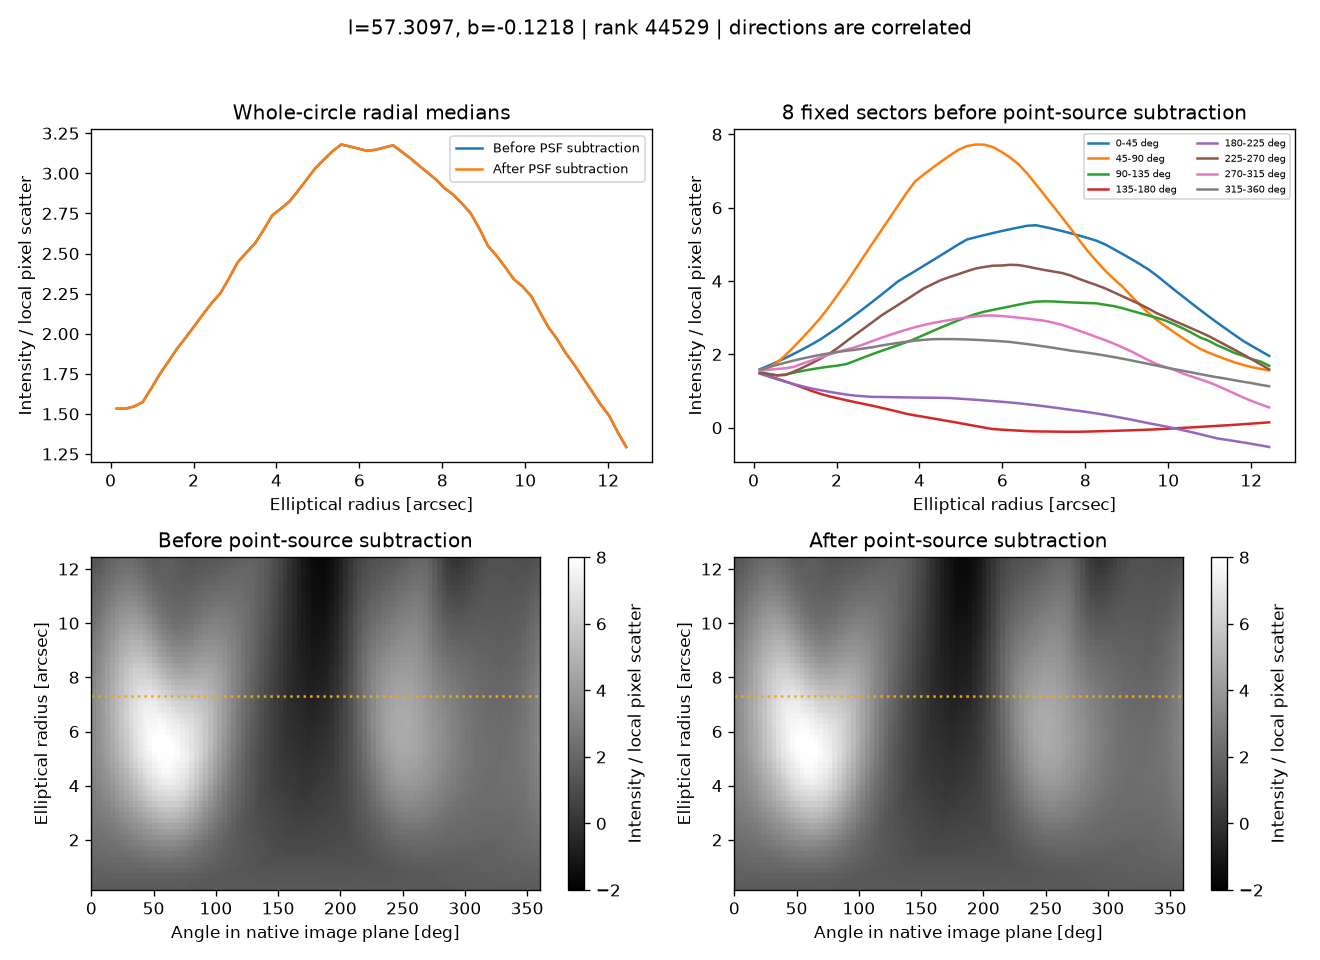 l=57.3097, b=-0.1218 | rank 44529 | directions are correlated
Whole-circle radial medians
Intensity / local pixel scatter
3.25
3.00
2.75
2.50
2.25
2.00
1.75
1.50
1.25
Before PSF subtraction
After PSF subtraction
0 2 4 6 8 10 12
Elliptical radius [arcsec]
8 fixed sectors before point-source subtraction
Intensity / local pixel scatter
8
6
4
2
0
0-45 deg 180-225 deg
45-90 deg 225-270 deg
90-135 deg 270-315 deg
135-180 deg 315-360 deg
0 2 4 6 8 10 12
Elliptical radius [arcsec]
Before point-source subtraction
Elliptical radius [arcsec]
12
10
8
6
4
2
0 50 100 150 200 250 300 350
Angle in native image plane [deg]
8
6
4
2
0
−2
Intensity / local pixel scatter
After point-source subtraction
Elliptical radius [arcsec]
12
10
8
6
4
2
0 50 100 150 200 250 300 350
Angle in native image plane [deg]
8
6
4
2
0
−2
Intensity / local pixel scatter